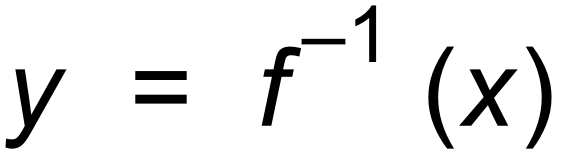 y = f⁻¹ (x)